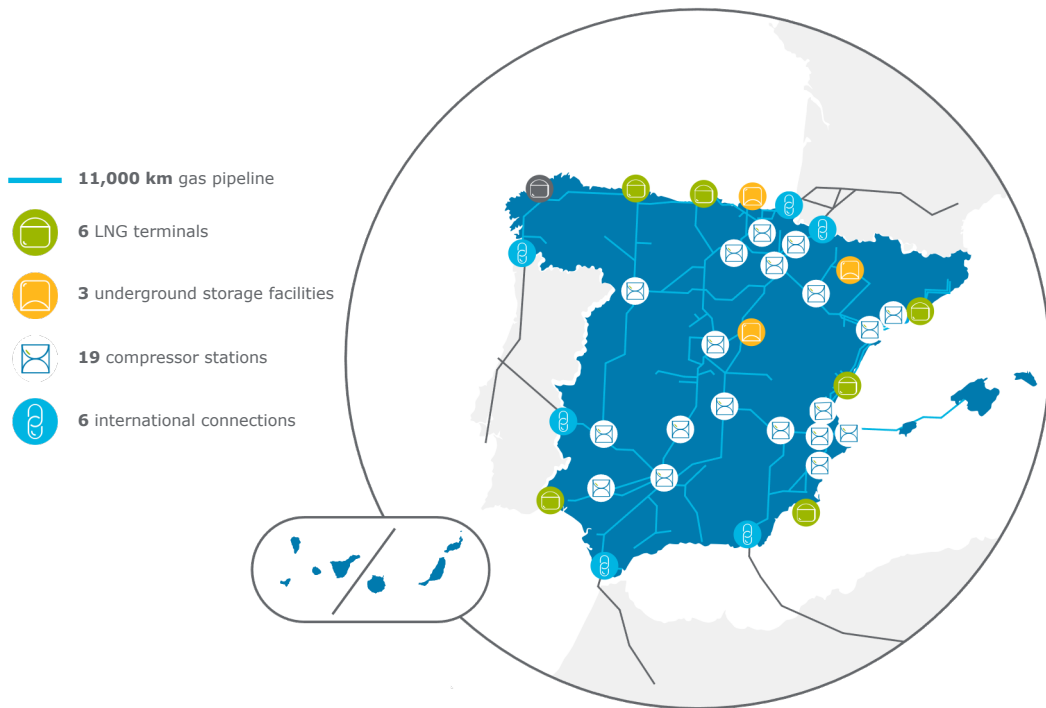 11,000 km gas pipeline
6 LNG terminals
3 underground storage facilities
19 compressor stations
6 international connections